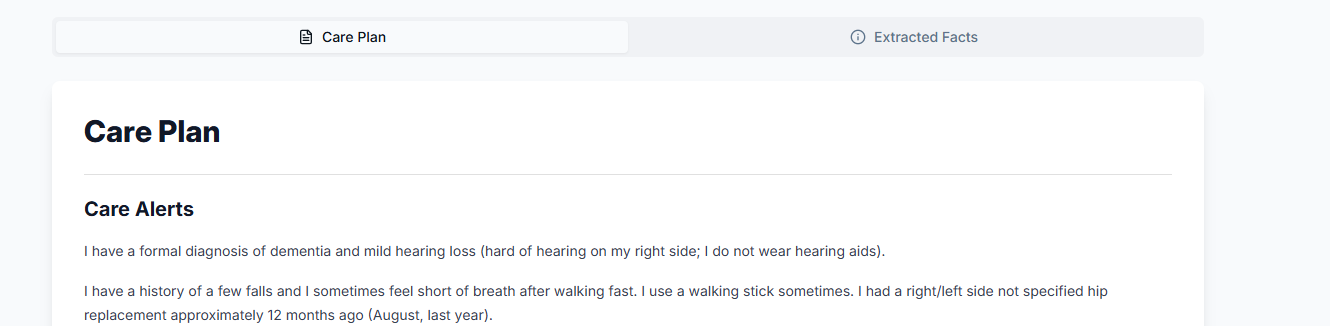 Care Plan
Extracted Facts
Care Plan
Care Alerts
I have a formal diagnosis of dementia and mild hearing loss (hard of hearing on my right side; I do not wear hearing aids).
I have a history of a few falls and I sometimes feel short of breath after walking fast. I use a walking stick sometimes. I had a right/left side not specified hip
replacement approximately 12 months ago (August, last year).